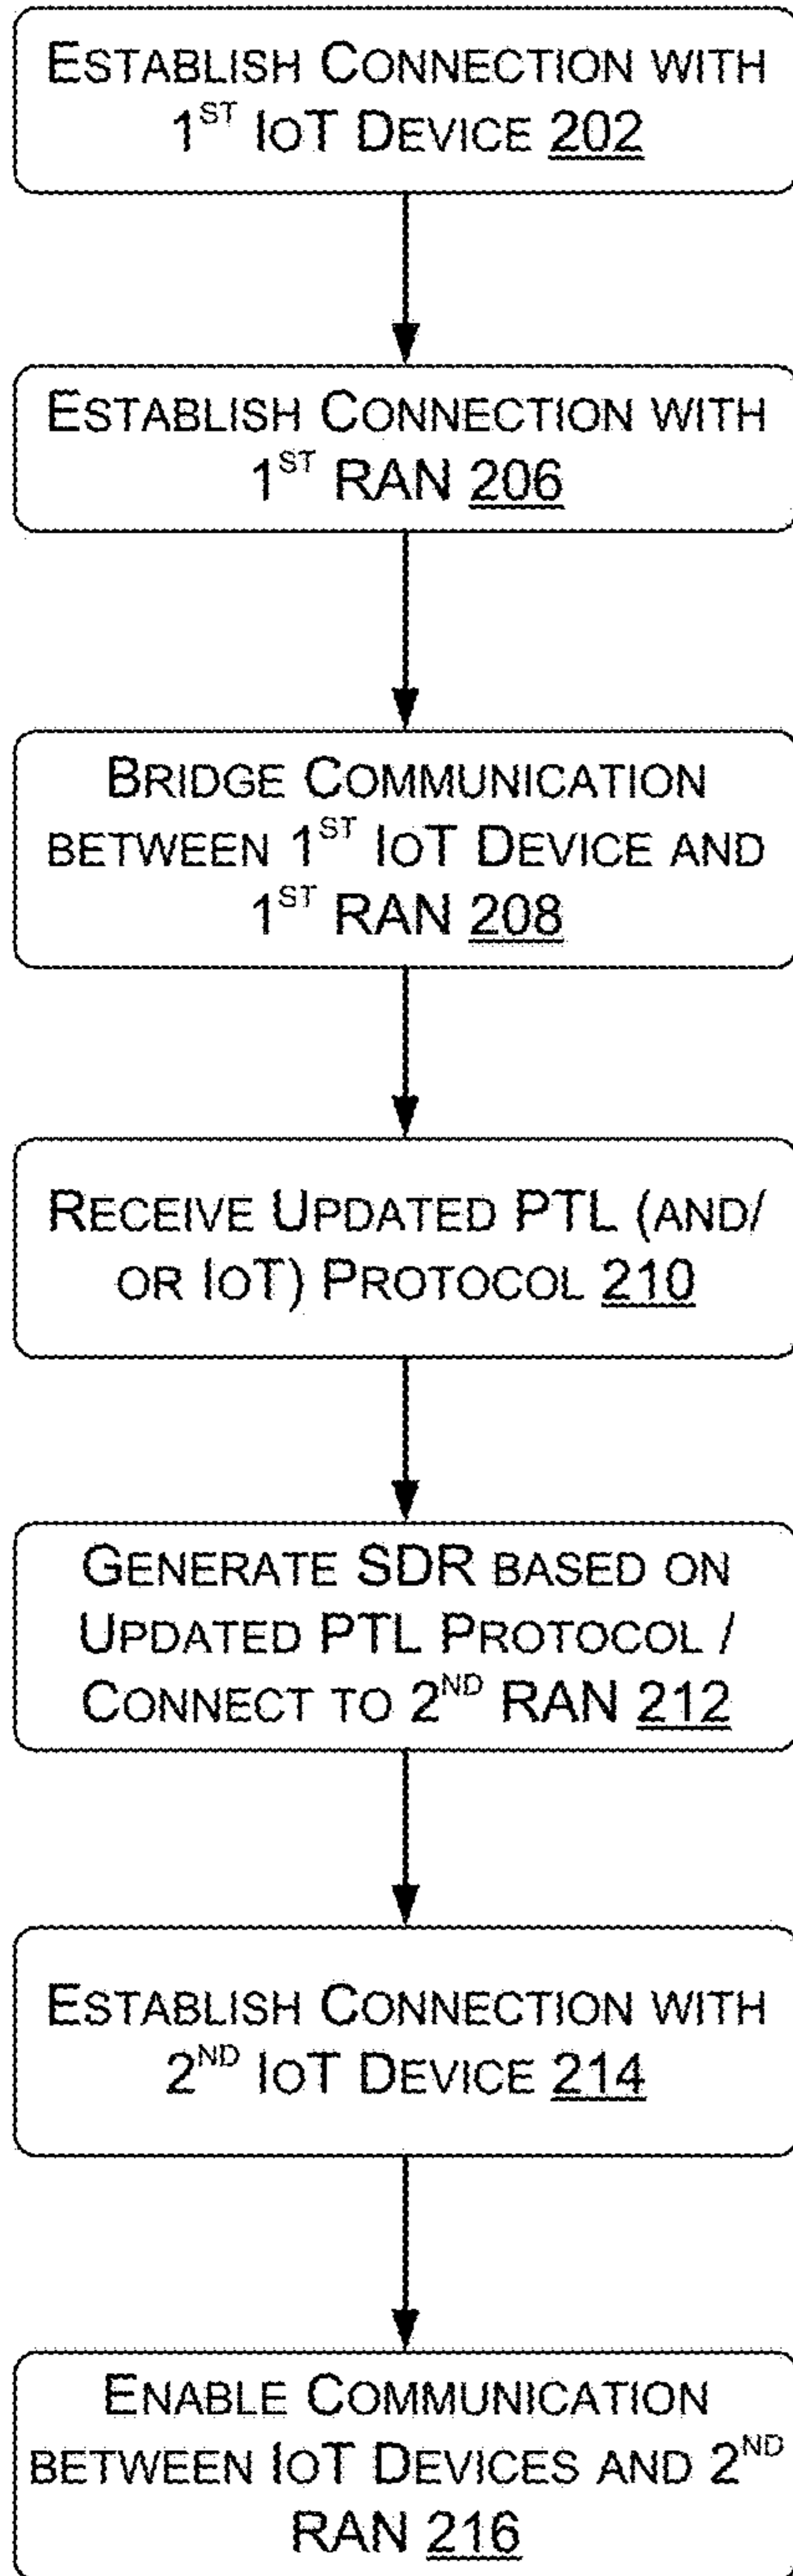 ESTABLISH CONNECTION WITH
1ST IOT DEVICE 202
ESTABLISH CONNECTION WITH
1ST RAN 206
BRIDGE COMMUNICATION
BETWEEN 1ST IOT DEVICE AND
1ST RAN 208
RECEIVE UPDATED PTL (AND/
OR IOT) PROTOCOL 210
GENERATE SDR BASED ON
UPDATED PTL PROTOCOL /
CONNECT TO 2ND RAN 212
ESTABLISH CONNECTION WITH
2ND IOT DEVICE 214
ENABLE COMMUNICATION
BETWEEN IOT DEVICES AND 2ND
RAN 216